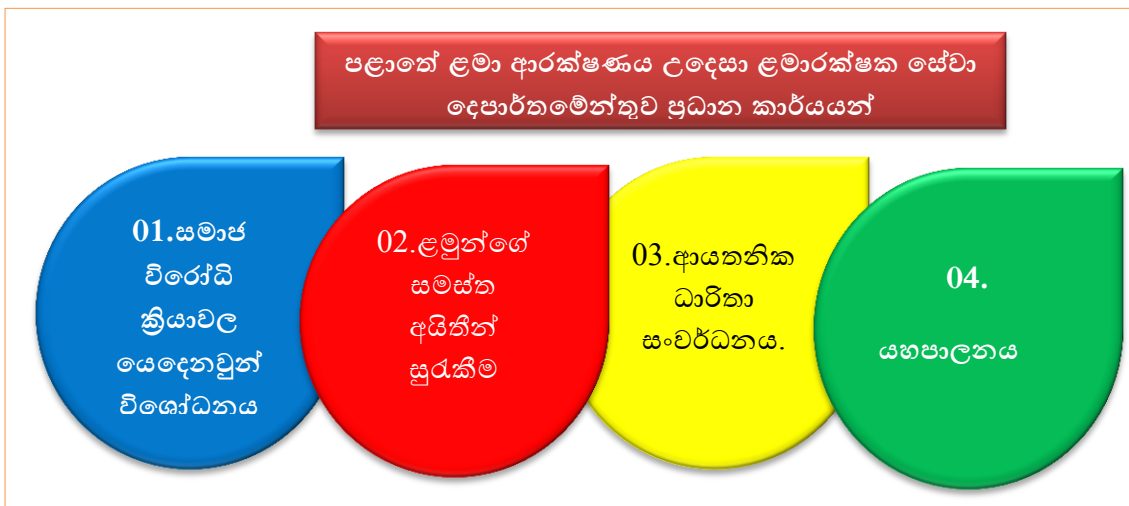 පළාතේ ළමා ආරක්ෂණය උදෙසා ළමාරක්ෂක සේවා
දෙපාර්තමේන්තුව ප්‍රධාන කාර්යයන්
01.සමාජ
විරෝධි
ක්‍රියාවල
යෙදෙනවුන්
විශෝධනය
02.ළමුන්ගේ
සමස්ත
අයිතීන්
සුරැකීම
03.ආයතනික
ධාරිතා
සංවර්ධනය.
04.
යහපාලනය